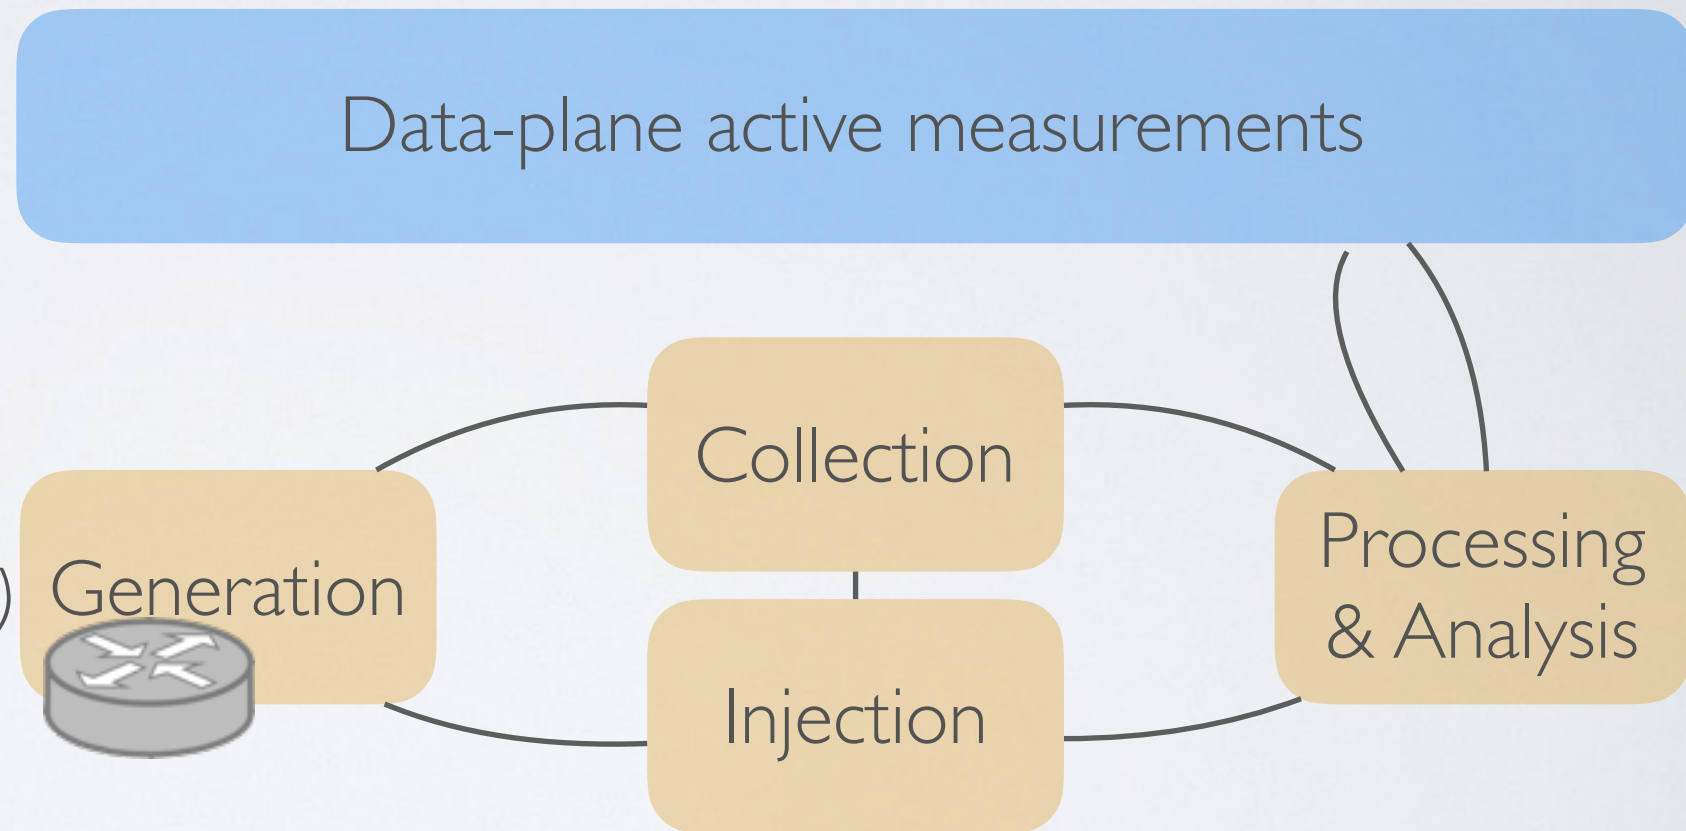 Data-plane active measurements
Collection
Generation
Processing
& Analysis
Injection